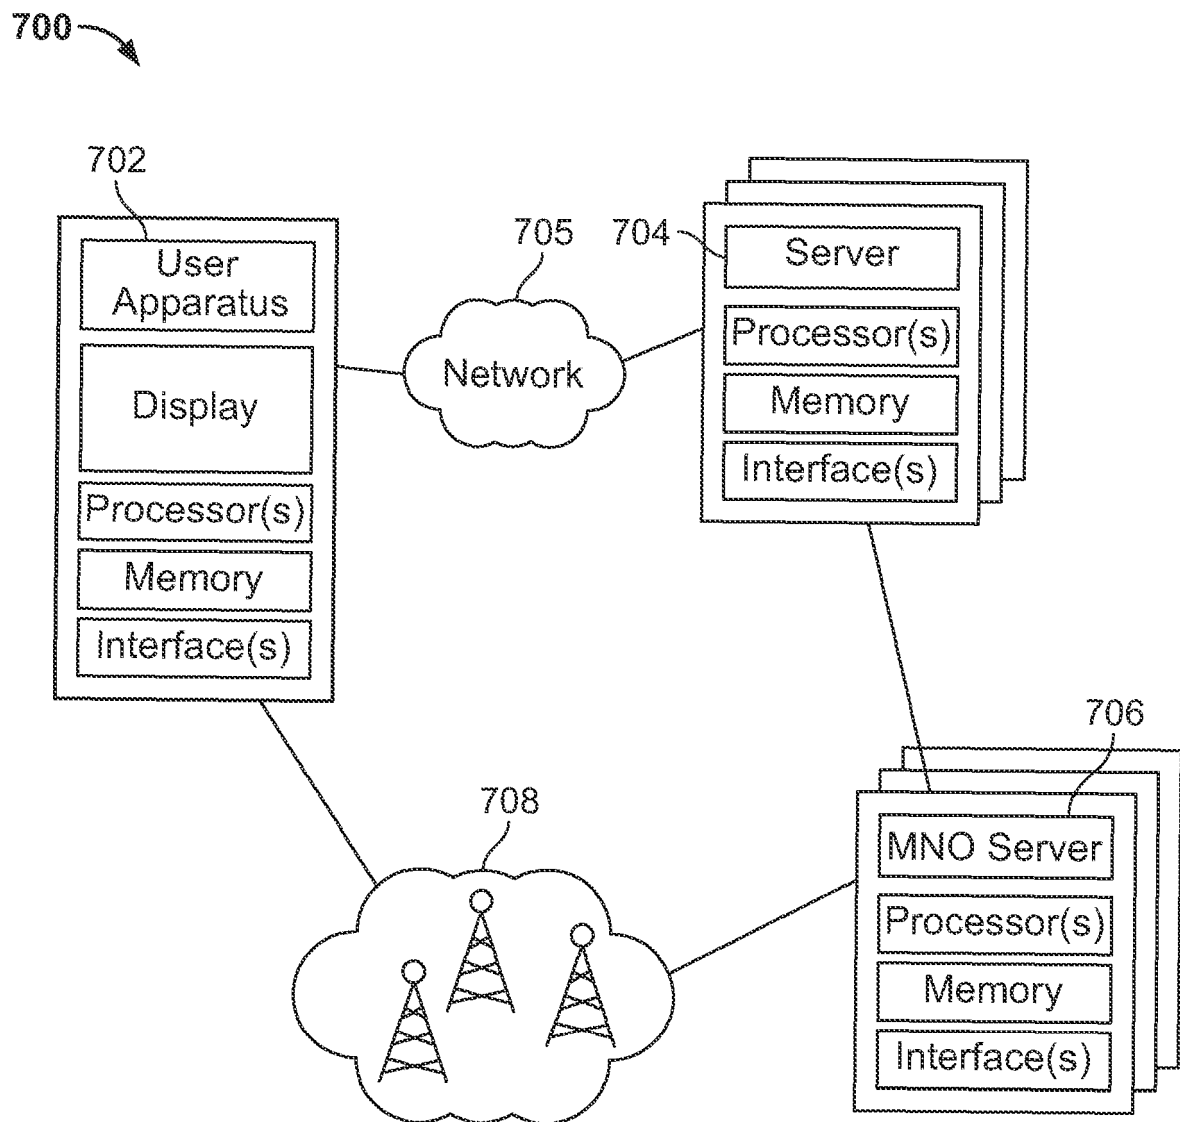 700
702
User
Apparatus
Display
Processor(s)
Memory
Interface(s)
705
Network
704
Server
Processor(s)
Memory
Interface(s)
708
706
MNO Server
Processor(s)
Memory
Interface(s)